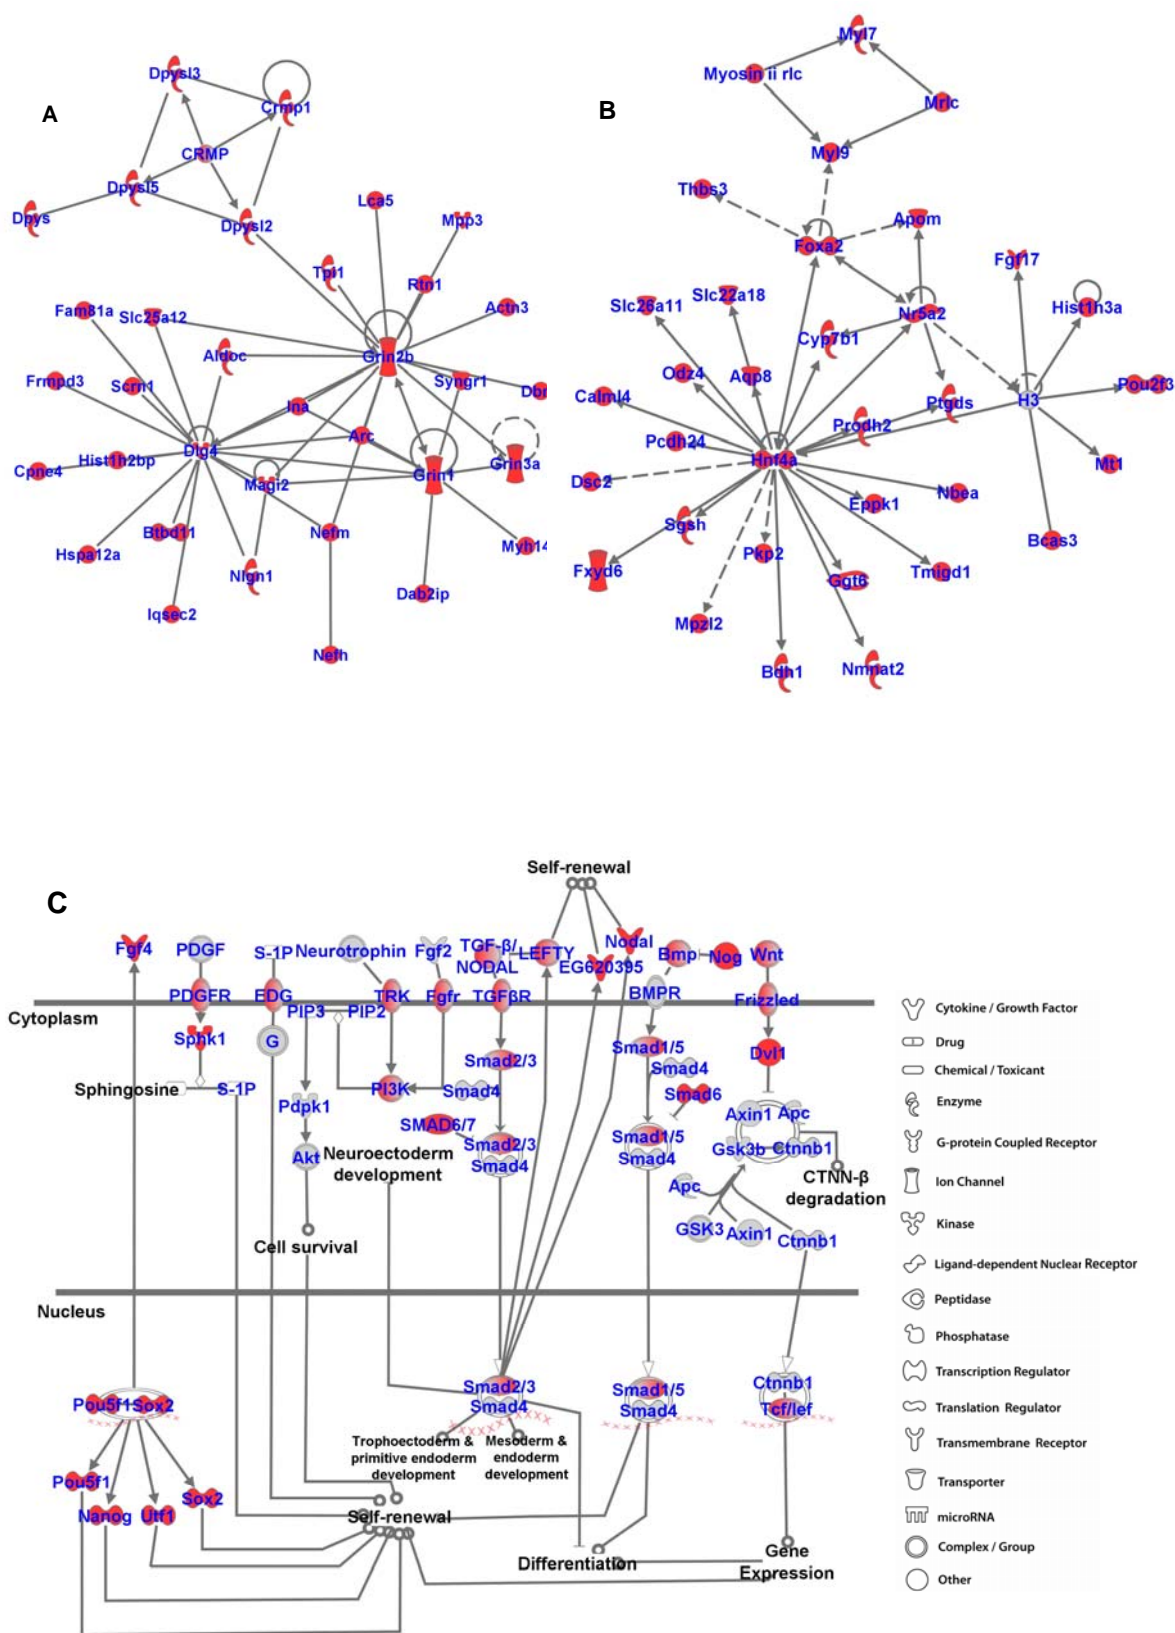 A
Dpysl3
Crmp1
CRMP
Dpysl5
Dpys
Dpysl2
Lca5
Mpp3
Tpi1
Rtn1
Fam81a
Slc25a12
Actn3
Aldoc
Grin2b
Frmpd3
Scrn1
Syngr1
Dbn
Ina
Arc
Dlg4
Cpne4
Hist1h2bp
Magi2
Grin1
Grin3a
Btbd11
Nefm
Hspa12a
Myh14
Nlgn1
Dab2ip
Iqsec2
Nefh
B
Myl7
Myosin ii rlc
Mrlc
Myl9
Thbs3
Apom
Foxa2
Fgf17
Slc26a11
Slc22a18
Nr5a2
Hist1h3a
Cyp7b1
Odz4
Aqp8
Pou2f3
Calml4
Ptgds
H3
Prodh2
Pcdh24
Hnf4a
Mt1
Dsc2
Nbea
Eppk1
Sgsh
Bcas3
Pkp2
Fxyd6
Ggt6
Tmigd1
Mpzl2
Bdh1
Nmnat2
C
Self-renewal
Fgf4
PDGF
S-1P
Neurotrophin
Fgf2
TGF-β/
NODAL
LEFTY
EG620395
Nodal
Bmp
Nog
Wnt
PDGFR
EDG
TRK
Fgfr
TGFβR
BMPR
Frizzled
Cytoplasm
PIP3
PIP2
Sphk1
G
Smad2/3
Smad1/5
Smad4
Dvl1
Sphingosine
S-1P
Pdpk1
PI3K
Smad4
Smad6
SMAD6/7
Axin1
Apc
Akt
Neuroectoderm
development
Smad2/3
Smad4
Smad1/5
Smad4
Gsk3b
Ctnnb1
CTNN-β
degradation
Apc
GSK3
Axin1
Ctnnb1
Cell survival
Nucleus
Pou5f1
Sox2
Smad2/3
Smad4
Smad1/5
Smad4
Ctnnb1
Tcf/lef
Trophoectoderm &
primitive endoderm
development
Mesoderm &
endoderm
development
Pou5f1
Nanog
Utf1
Sox2
Self-renewal
Differentiation
Gene
Expression
Cytokine / Growth Factor
Drug
Chemical / Toxicant
Enzyme
G-protein Coupled Receptor
Ion Channel
Kinase
Ligand-dependent Nuclear Receptor
Peptidase
Phosphatase
Transcription Regulator
Translation Regulator
Transmembrane Receptor
Transporter
microRNA
Complex / Group
Other